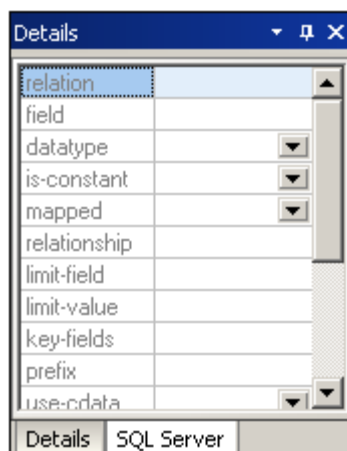 Details
relation
field
datatype
is-constant
mapped
relationship
limit-field
limit-value
key-fields
prefix
use-cdata
Details SQL Server